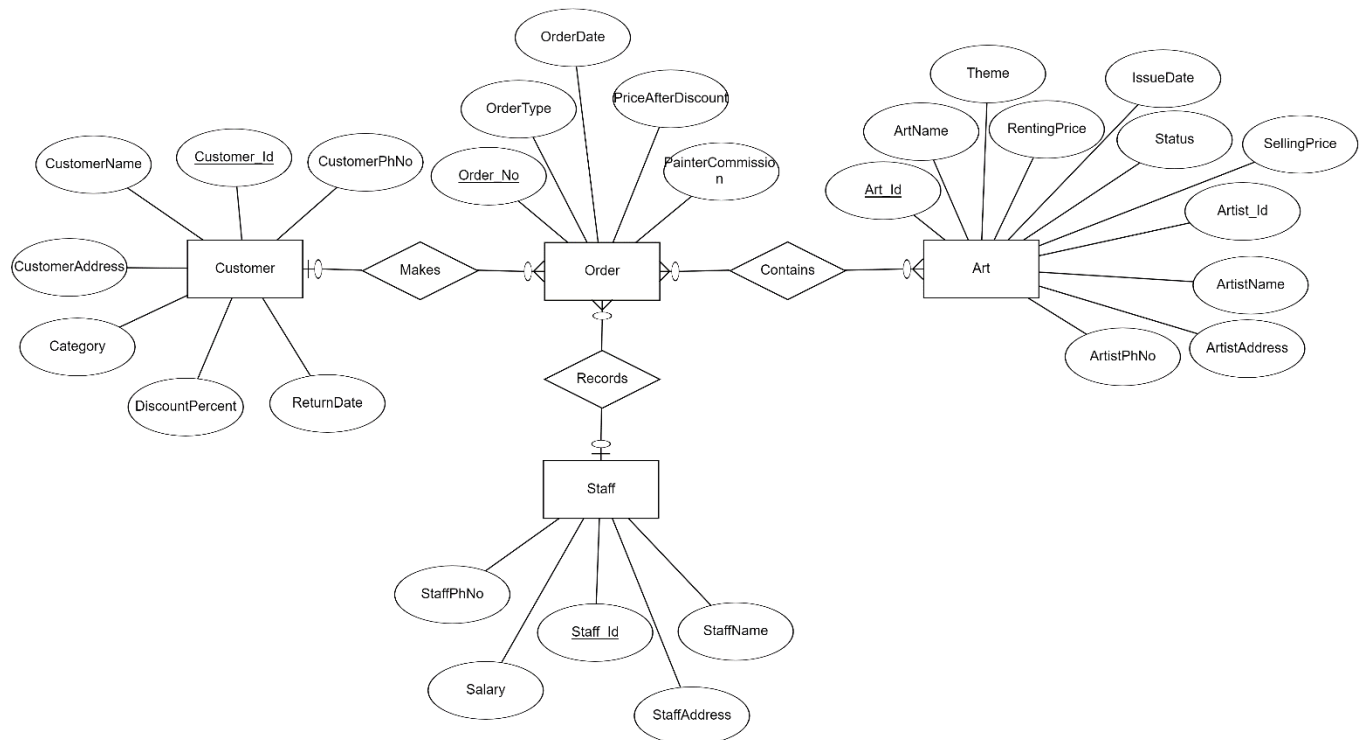 OrderDate
Theme
IssueDate
OrderType
PriceAfterDiscount
ArtName
RentingPrice
Status
SellingPrice
CustomerName
Customer_Id
CustomerPhNo
Order_No
PainterCommissio
n
Art_Id
Artist_Id
CustomerAddress
Customer
Makes
Order
Contains
Art
ArtistName
Category
ArtistPhNo
ArtistAddress
DiscountPercent
ReturnDate
Records
Staff
StaffPhNo
Staff_Id
StaffName
Salary
StaffAddress